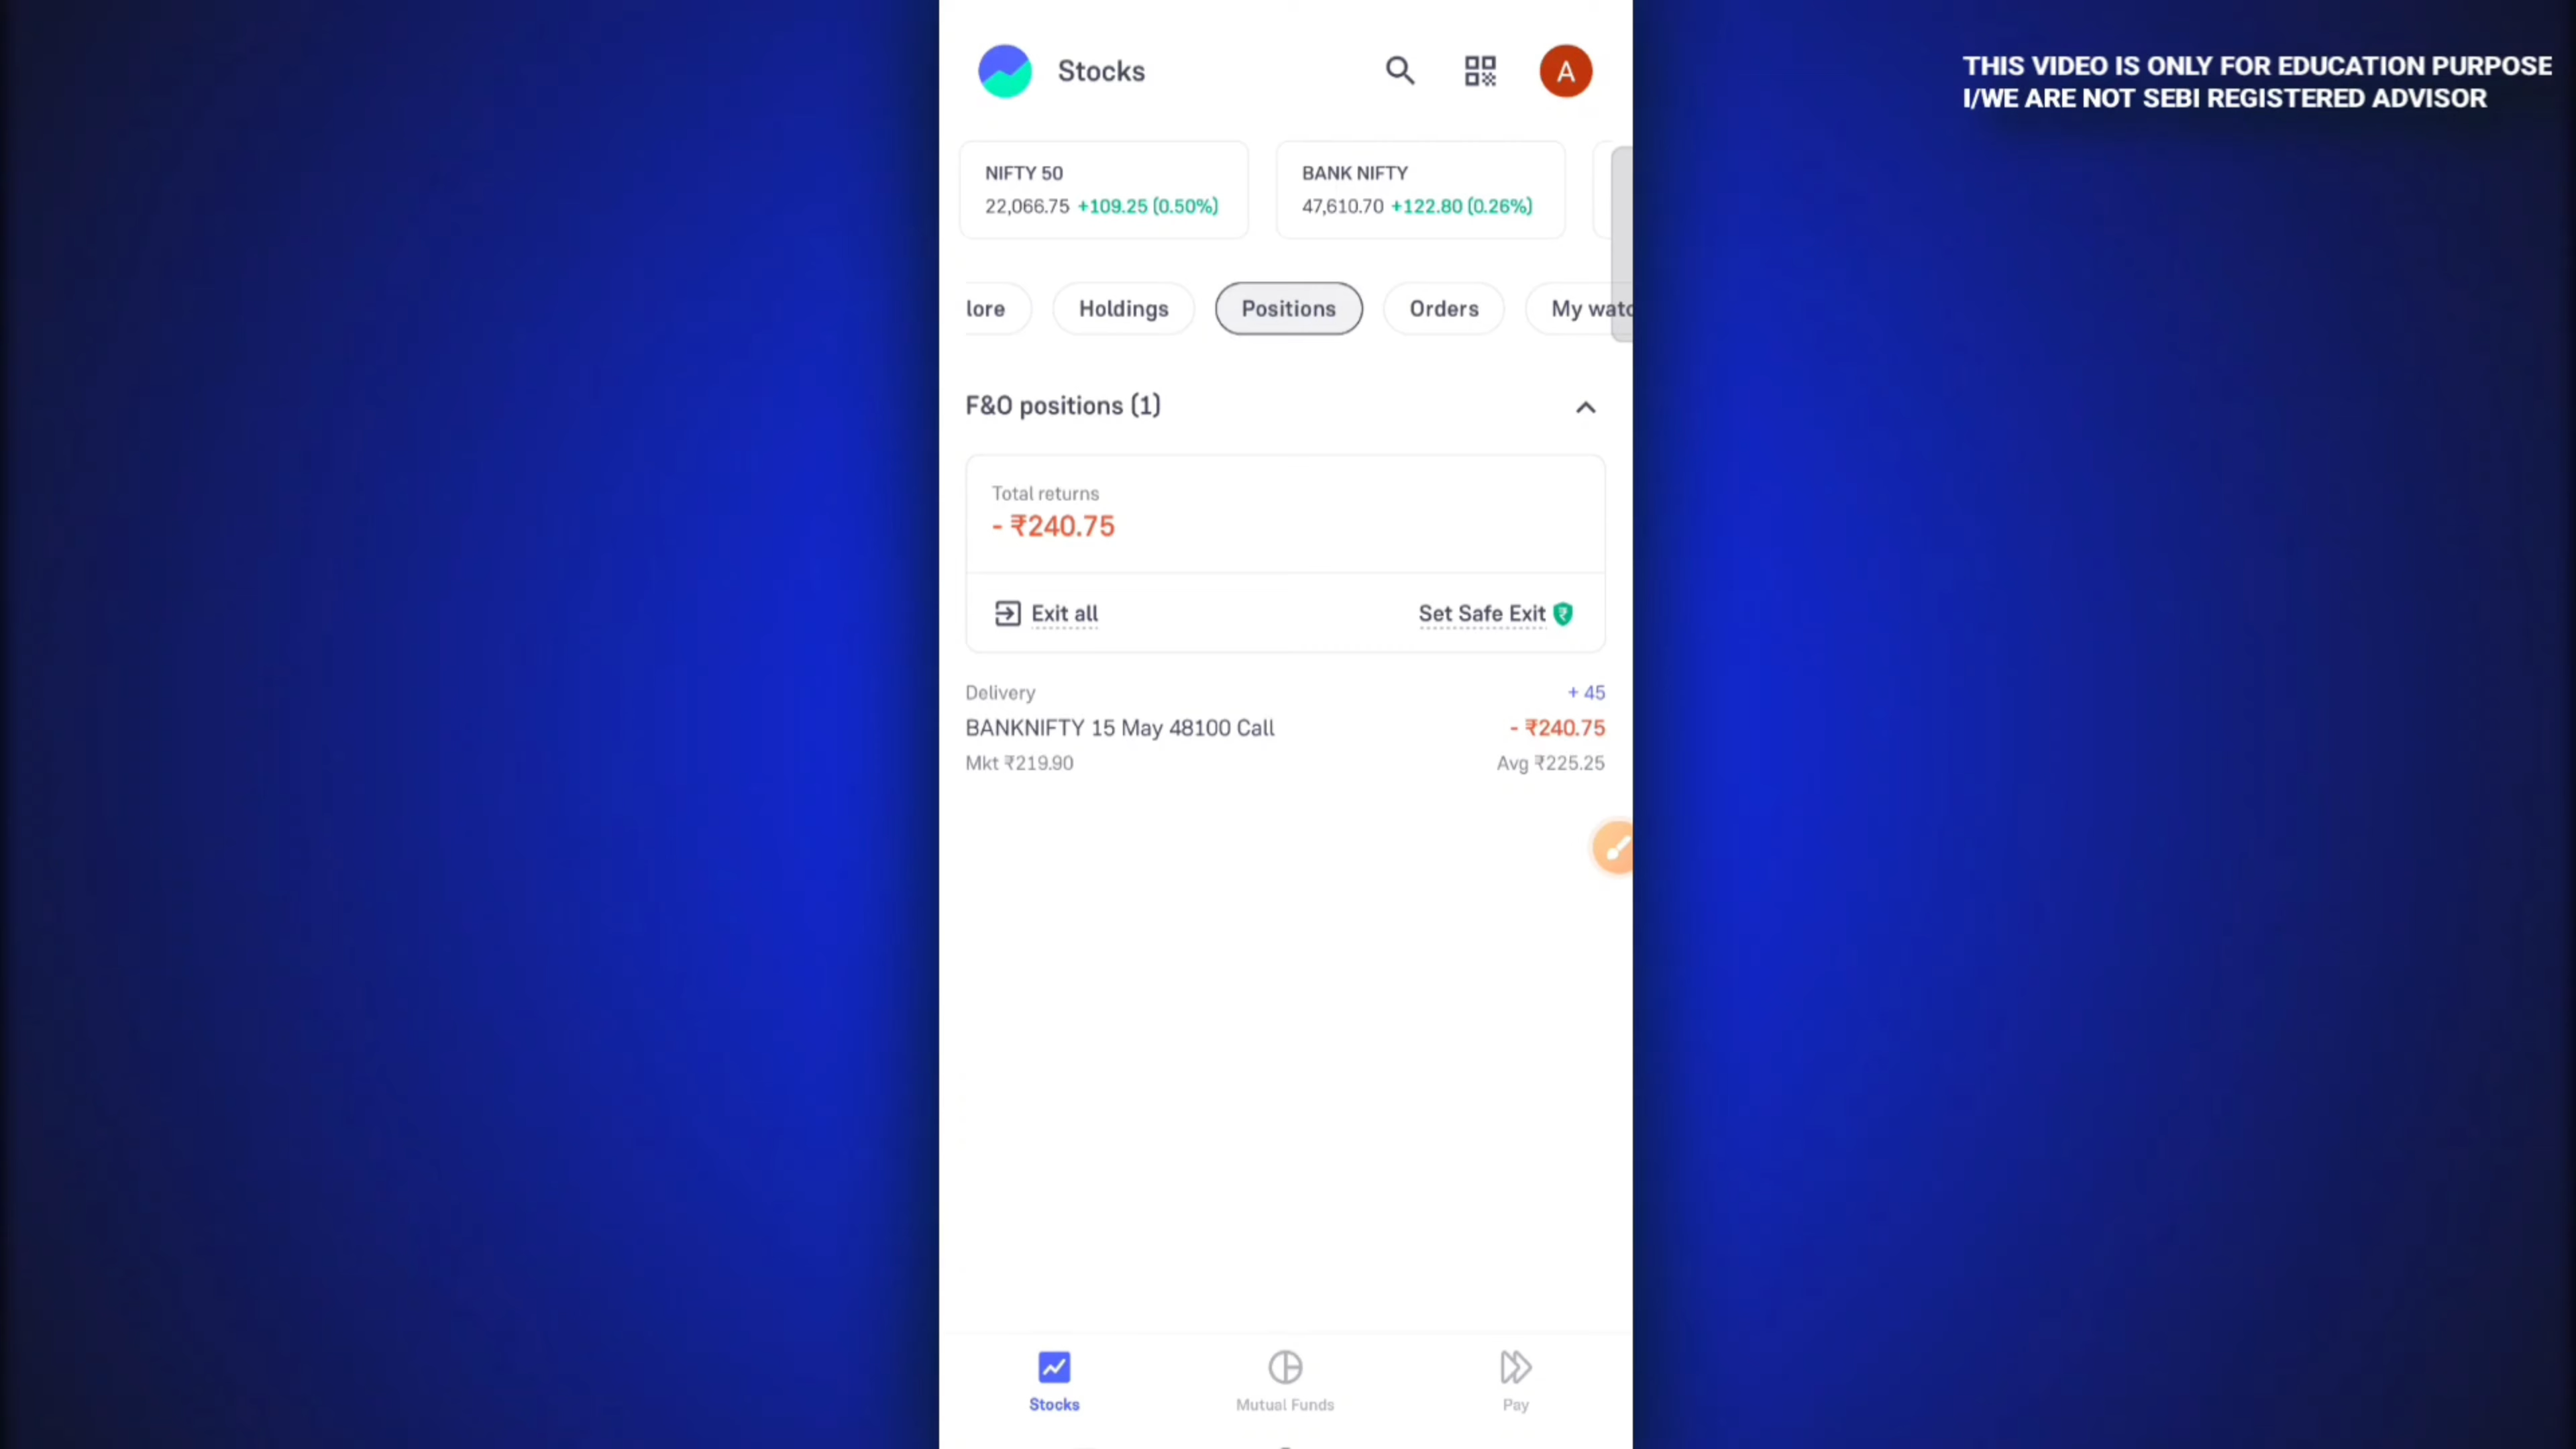 THIS VIDEO IS ONLY FOR EDUCATION PURPOSE
I/WE ARE NOT SEBI REGISTERED ADVISOR
Stocks
A
NIFTY 50
22,066.75 +109.25 (0.50%)
BANK NIFTY
47,610.70 +122.80 (0.26%)
lore
Holdings
Positions
Orders
My watc
F&O positions (1)
Total returns
- ₹240.75
Exit all
Set Safe Exit
Delivery
+ 45
BANKNIFTY 15 May 48100 Call
- ₹240.75
Mkt ₹219.90
Avg ₹225.25
Stocks
Mutual Funds
Pay